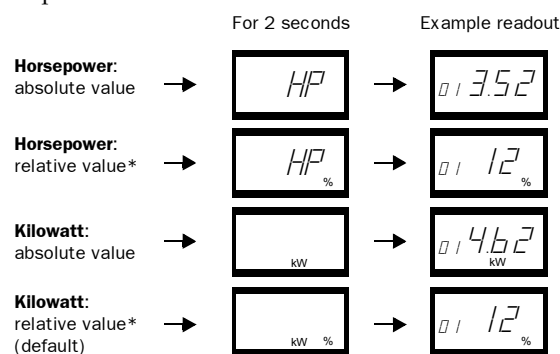 For 2 seconds Example readout
Horsepower:
absolute value HP 01 3.52
Horsepower:
relative value* HP % 01 12 %
Kilowatt:
absolute value kW 01 4.62 kW
Kilowatt:
relative value*
(default) kW % 01 12 %